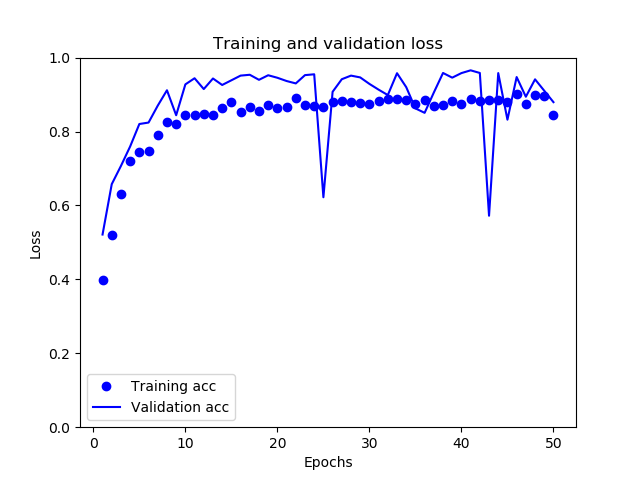 Training and validation loss
1.0
0.8
0.6
0.4
0.2
0.0
Loss
Training acc
Validation acc
0 10 20 30 40 50
Epochs